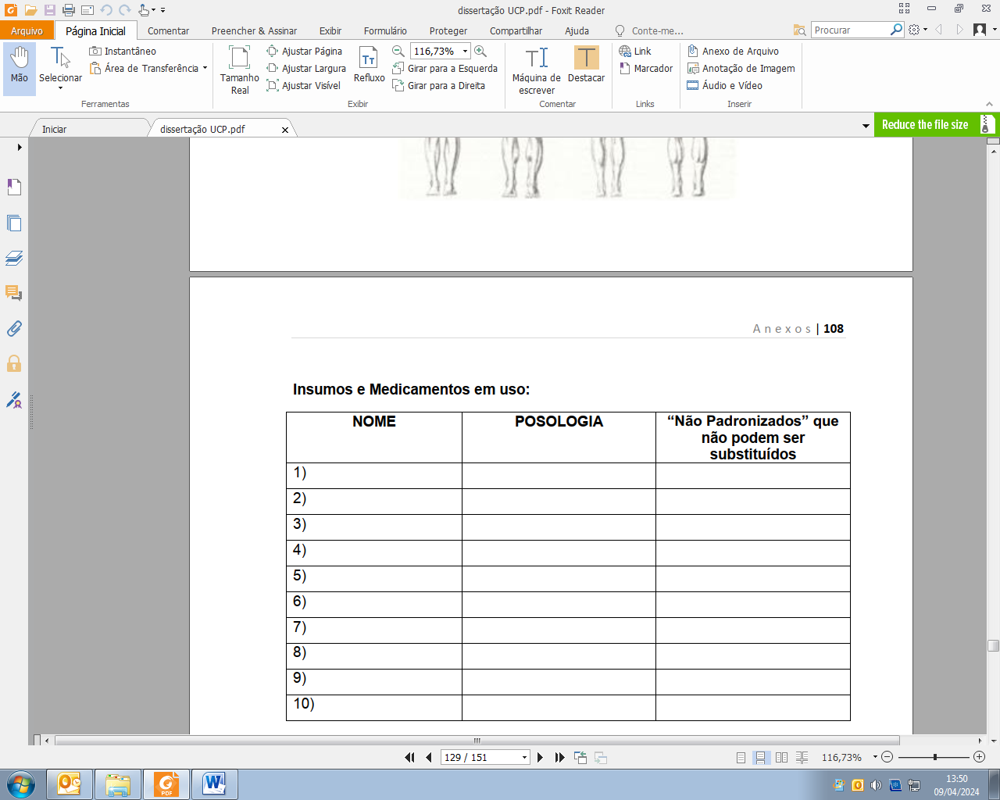 dissertação UCP.pdf - Foxit Reader
Arquivo
Página Inicial
Comentar
Preencher & Assinar
Exibir
Formulário
Proteger
Compartilhar
Ajuda
Conte-me...
Procurar
Mão
Selecionar
Instantâneo
Área de Transferência
Ferramentas
Tamanho Real
Ajustar Página
Ajustar Largura
Ajustar Visível
Refluxo
116,73%
Girar para a Esquerda
Girar para a Direita
Exibir
Máquina de escrever
Destacar
Comentar
Link
Marcador
Links
Anexo de Arquivo
Anotação de Imagem
Áudio e Vídeo
Inserir
Iniciar
dissertação UCP.pdf
Reduce the file size
Anexos | 108
Insumos e Medicamentos em uso:
NOME
POSOLOGIA
“Não Padronizados” que
não podem ser
substituídos
1)
2)
3)
4)
5)
6)
7)
8)
9)
10)
129 / 151
116,73%
PDF
13:50
09/04/2024